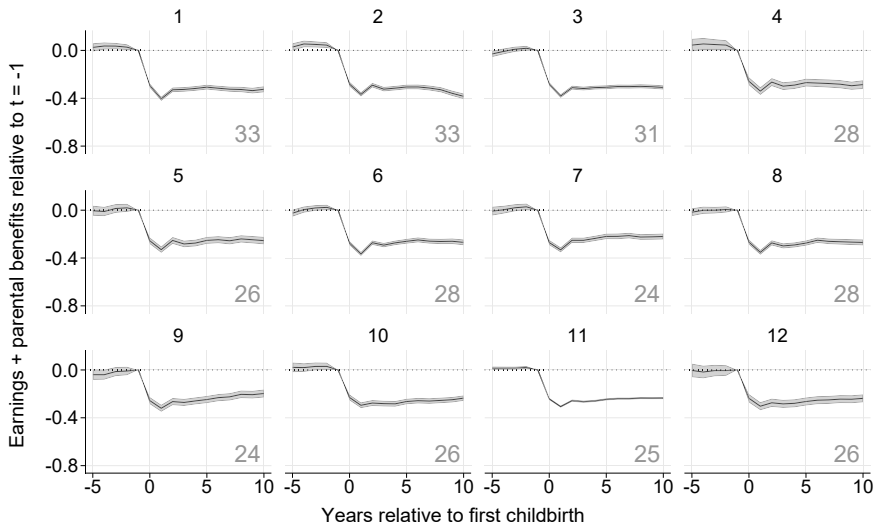 1 2 3 4
0.0
-0.4
-0.8
33 33 31 28
5 6 7 8
0.0
-0.4
-0.8
26 28 24 28
9 10 11 12
0.0
-0.4
-0.8
24 26 25 26
-5 0 5 10 -5 0 5 10 -5 0 5 10 -5 0 5 10
Years relative to first childbirth
Earnings + parental benefits relative to t = -1